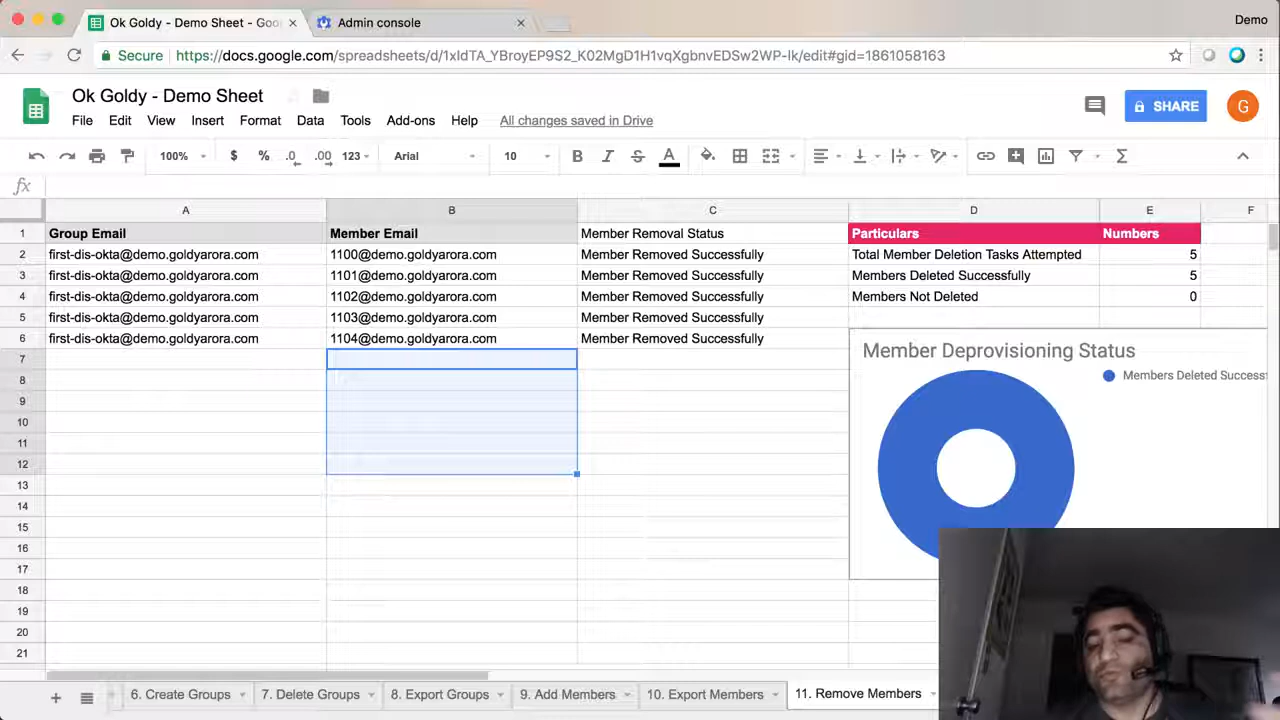 Ok Goldy - Demo Sheet - Goo
Admin console
Demo
Secure
https://docs.google.com/spreadsheets/d/1xIdTA_YBroyEP9S2_K02MgD1H1vqXgbnvEDSw2WP-lk/edit#gid=1861058163
Ok Goldy - Demo Sheet
File Edit View Insert Format Data Tools Add-ons Help All changes saved in Drive
SHARE
G
100% $ % .0 .00 123 Arial 10 B I S A Σ
fx
A B C D E F
1 Group Email Member Email Member Removal Status Particulars Numbers
2 first-dis-okta@demo.goldyarora.com 1100@demo.goldyarora.com Member Removed Successfully Total Member Deletion Tasks Attempted 5
3 first-dis-okta@demo.goldyarora.com 1101@demo.goldyarora.com Member Removed Successfully Members Deleted Successfully 5
4 first-dis-okta@demo.goldyarora.com 1102@demo.goldyarora.com Member Removed Successfully Members Not Deleted 0
5 first-dis-okta@demo.goldyarora.com 1103@demo.goldyarora.com Member Removed Successfully
6 first-dis-okta@demo.goldyarora.com 1104@demo.goldyarora.com Member Removed Successfully
Member Deprovisioning Status
Members Deleted Success
7
8
9
10
11
12
13
14
15
16
17
18
19
20
21
6. Create Groups 7. Delete Groups 8. Export Groups 9. Add Members 10. Export Members 11. Remove Members